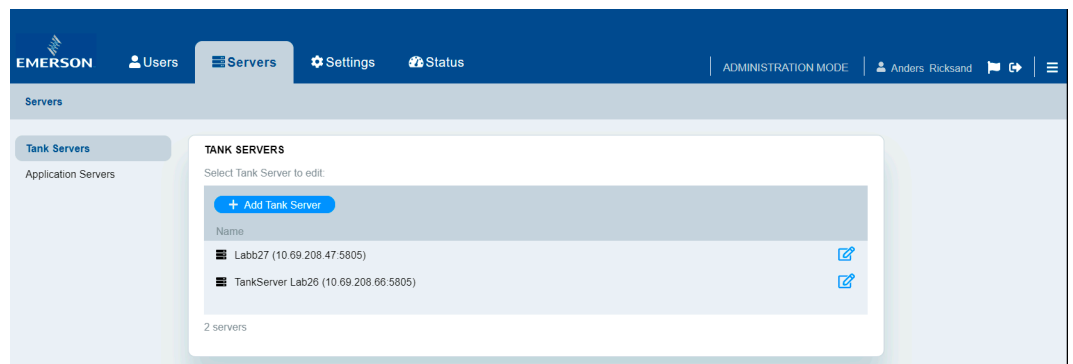 EMERSON
Users
Servers
Settings
Status
ADMINISTRATION MODE
Anders Ricksand
Servers
Tank Servers
Application Servers
TANK SERVERS
Select Tank Server to edit:
+ Add Tank Server
Name
Labb27 (10.69.208.47:5805)
TankServer Lab26 (10.69.208.66:5805)
2 servers